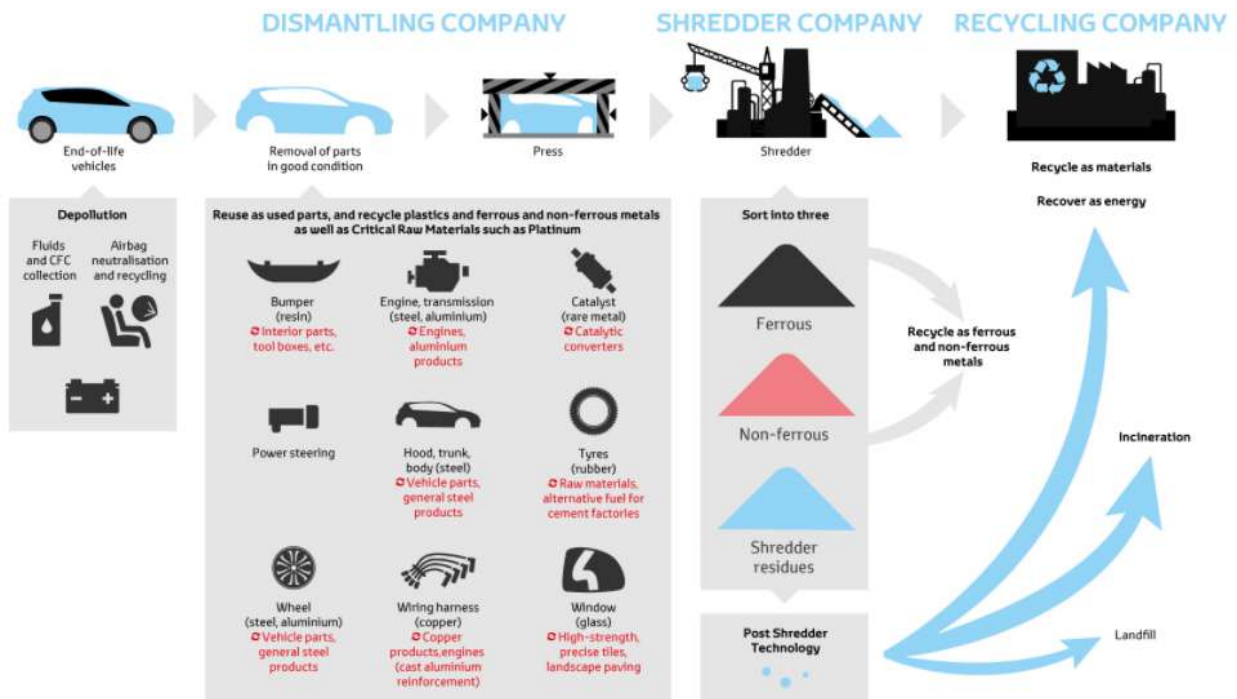 DISMANTLING COMPANY
SHREDDER COMPANY
RECYCLING COMPANY
End-of-life
vehicles
Removal of parts
in good condition
Press
Shredder
Recycle as materials
Recover as energy
Depollution
Fluids
and CFC
collection
Airbag
neutralisation
and recycling
Reuse as used parts, and recycle plastics and ferrous and non-ferrous metals
as well as Critical Raw Materials such as Platinum
Bumper
(resin)
Interior parts,
tool boxes, etc.
Engine, transmission
(steel, aluminium)
Engines,
aluminium
products
Catalyst
(rare metal)
Catalytic
converters
Power steering
Hood, trunk,
body (steel)
Vehicle parts,
general steel
products
Tyres
(rubber)
Raw materials,
alternative fuel for
cement factories
Wheel
(steel, aluminium)
Vehicle parts,
general steel
products
Wiring harness
(copper)
Copper
products,engines
(cast aluminium
reinforcement)
Window
(glass)
High-strength,
precise tiles,
landscape paving
Sort into three
Ferrous
Non-ferrous
Shredder
residues
Recycle as ferrous
and non-ferrous
metals
Post Shredder
Technology
Incineration
Landfill